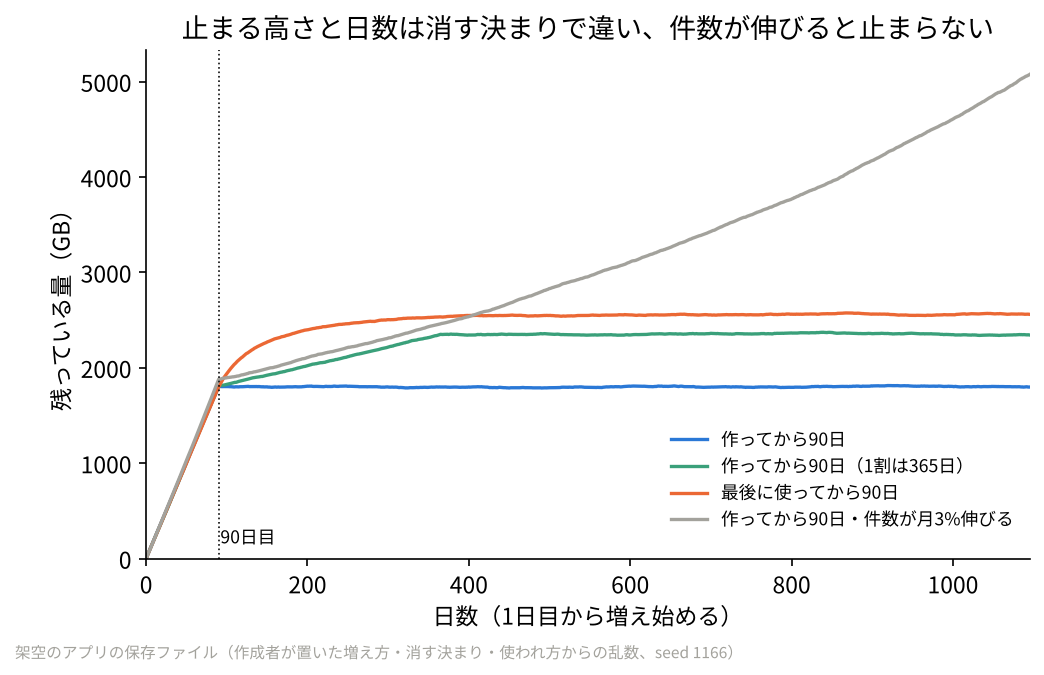 止まる高さと日数は消す決まりで違い、件数が伸びると止まらない
残っている量（GB）
5000
4000
3000
2000
1000
0
90日目
作ってから90日
作ってから90日（1割は365日）
最後に使ってから90日
作ってから90日・件数が月3%伸びる
0 200 400 600 800 1000
日数（1日目から増え始める）
架空のアプリの保存ファイル（作成者が置いた増え方・消す決まり・使われ方からの乱数、seed 1166）